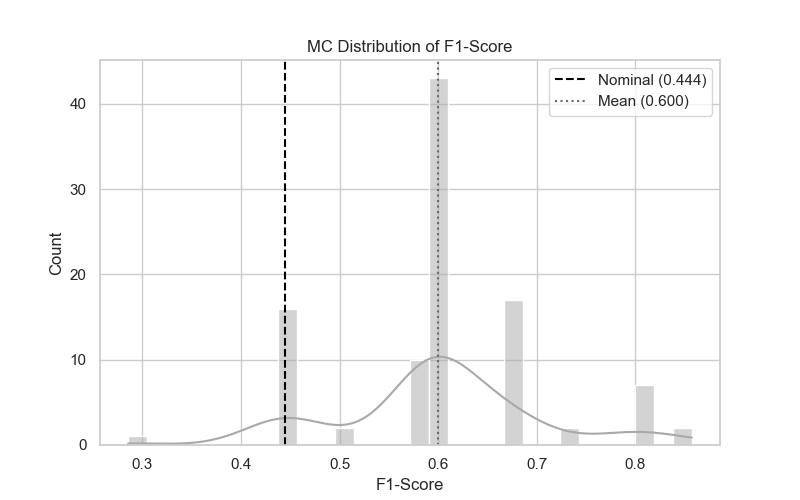 MC Distribution of F1-Score
Nominal (0.444)
Mean (0.600)
Count
40
30
20
10
0
0.3 0.4 0.5 0.6 0.7 0.8
F1-Score